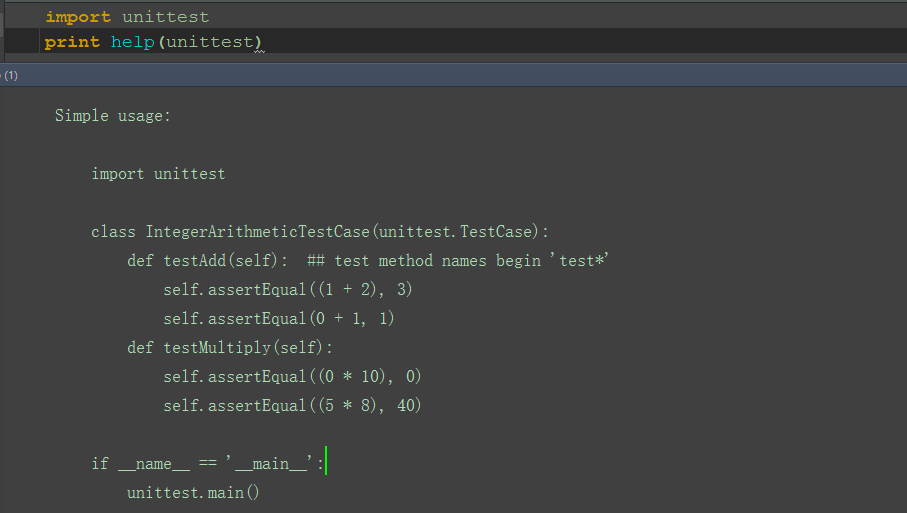 import unittest
print help(unittest)
(1)
Simple usage:
import unittest
class IntegerArithmeticTestCase(unittest.TestCase):
def testAdd(self):  ## test method names begin 'test*'
self.assertEqual((1 + 2), 3)
self.assertEqual(0 + 1, 1)
def testMultiply(self):
self.assertEqual((0 * 10), 0)
self.assertEqual((5 * 8), 40)
if __name__ == '__main__':
unittest.main()